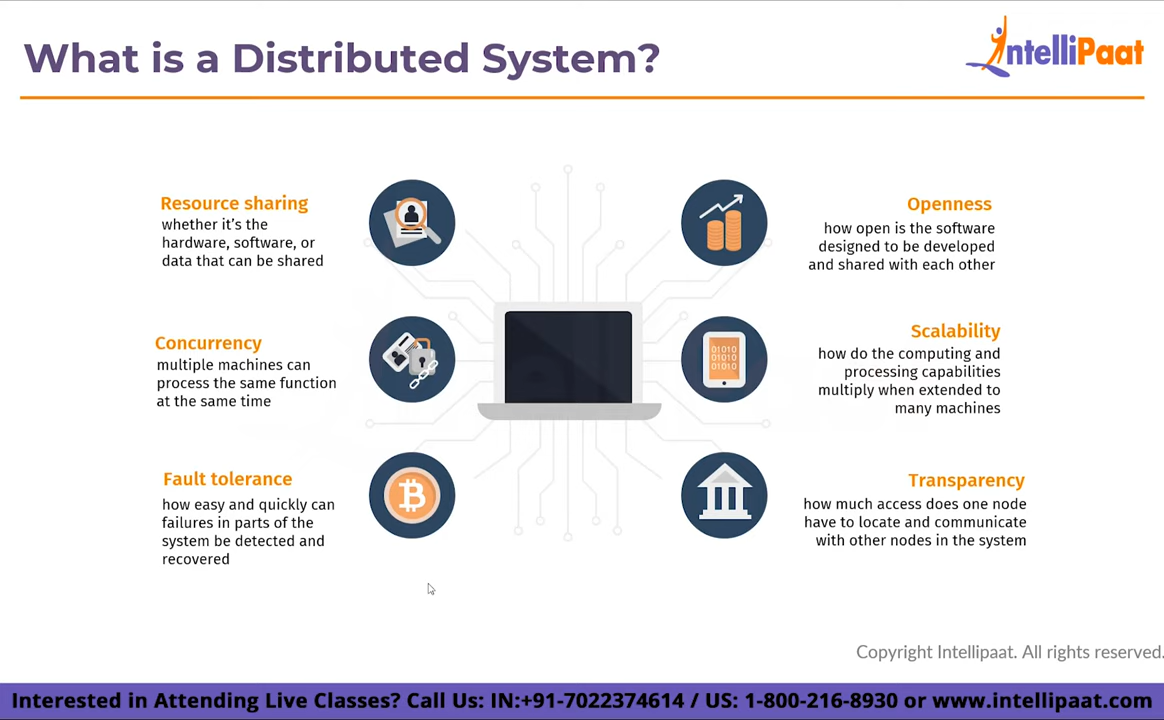 What is a Distributed System?
IntelliPaat
Resource sharing
whether it's the
hardware, software, or
data that can be shared
Concurrency
multiple machines can
process the same function
at the same time
Fault tolerance
how easy and quickly can
failures in parts of the
system be detected and
recovered
Openness
how open is the software
designed to be developed
and shared with each other
Scalability
how do the computing and
processing capabilities
multiply when extended to
many machines
01010
01010
01010
Transparency
how much access does one node
have to locate and communicate
with other nodes in the system
Copyright Intellipaat. All rights reserved.
Interested in Attending Live Classes? Call Us: IN:+91-7022374614 / US: 1-800-216-8930 or www.intellipaat.com